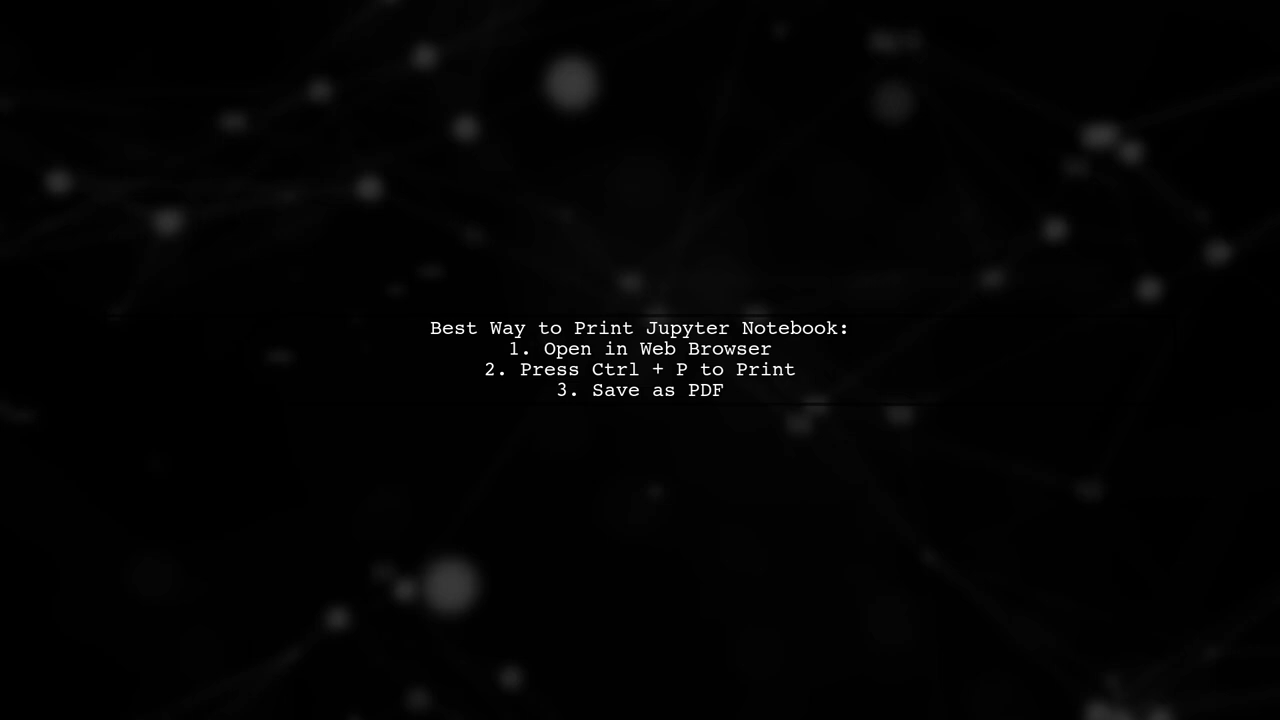 Best Way to Print Jupyter Notebook:
1. Open in Web Browser
2. Press Ctrl + P to Print
3. Save as PDF